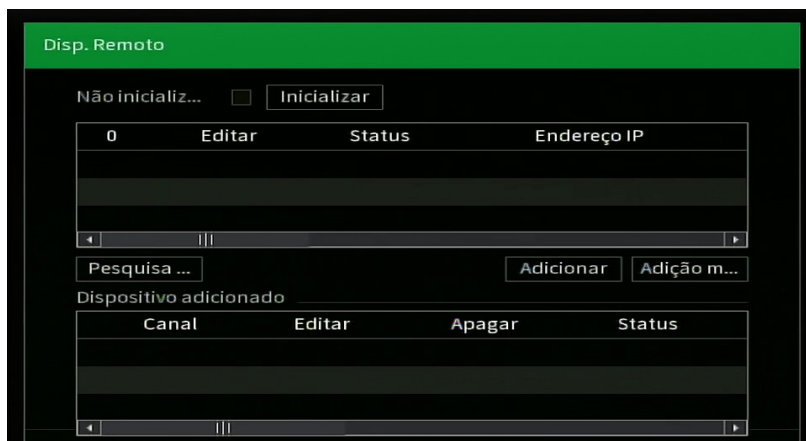 Disp. Remoto
Não inicializ... Inicializar
0 Editar Status Endereço IP
Pesquisa ... Adicionar Adição m...
Dispositivo adicionado
Canal Editar Apagar Status